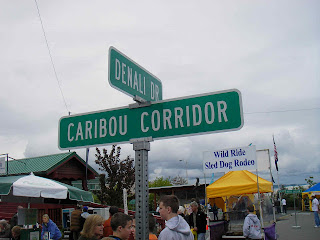 DENALI DR
CARIBOU CORRIDOR
Wild Ride
Sled Dog Rodeo